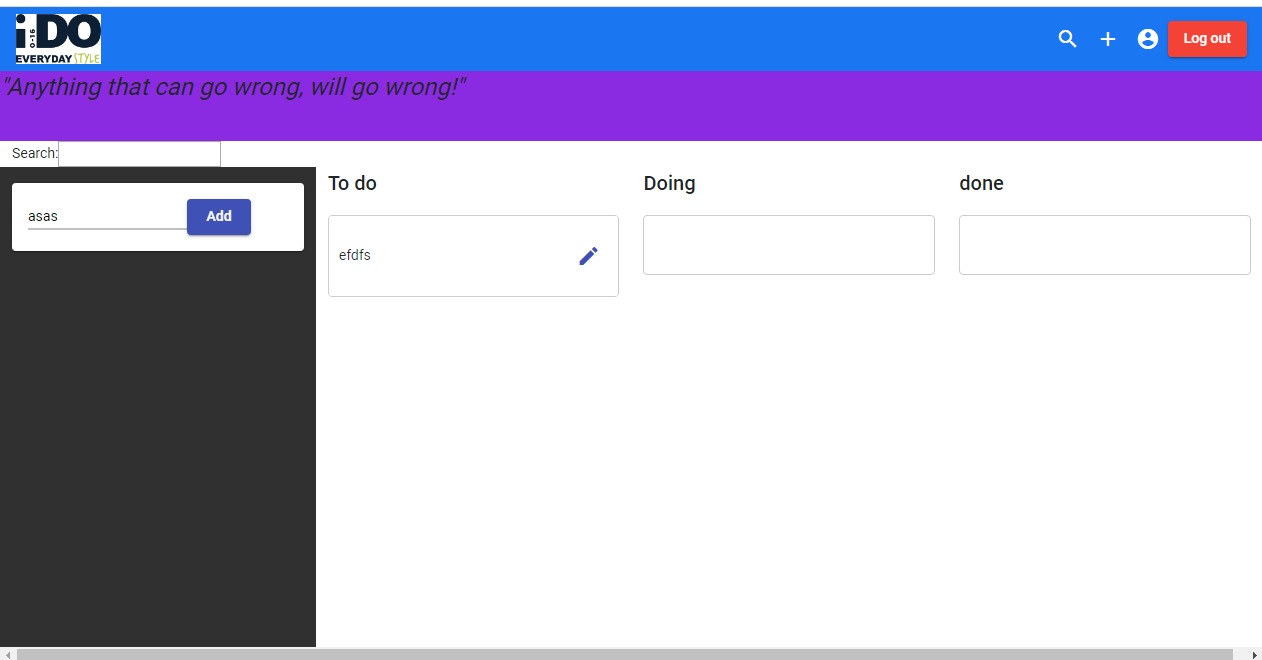 iDO
0-16
EVERYDAY STYLE
Log out
"Anything that can go wrong, will go wrong!"
Search:
asas
Add
To do
Doing
done
efdfs